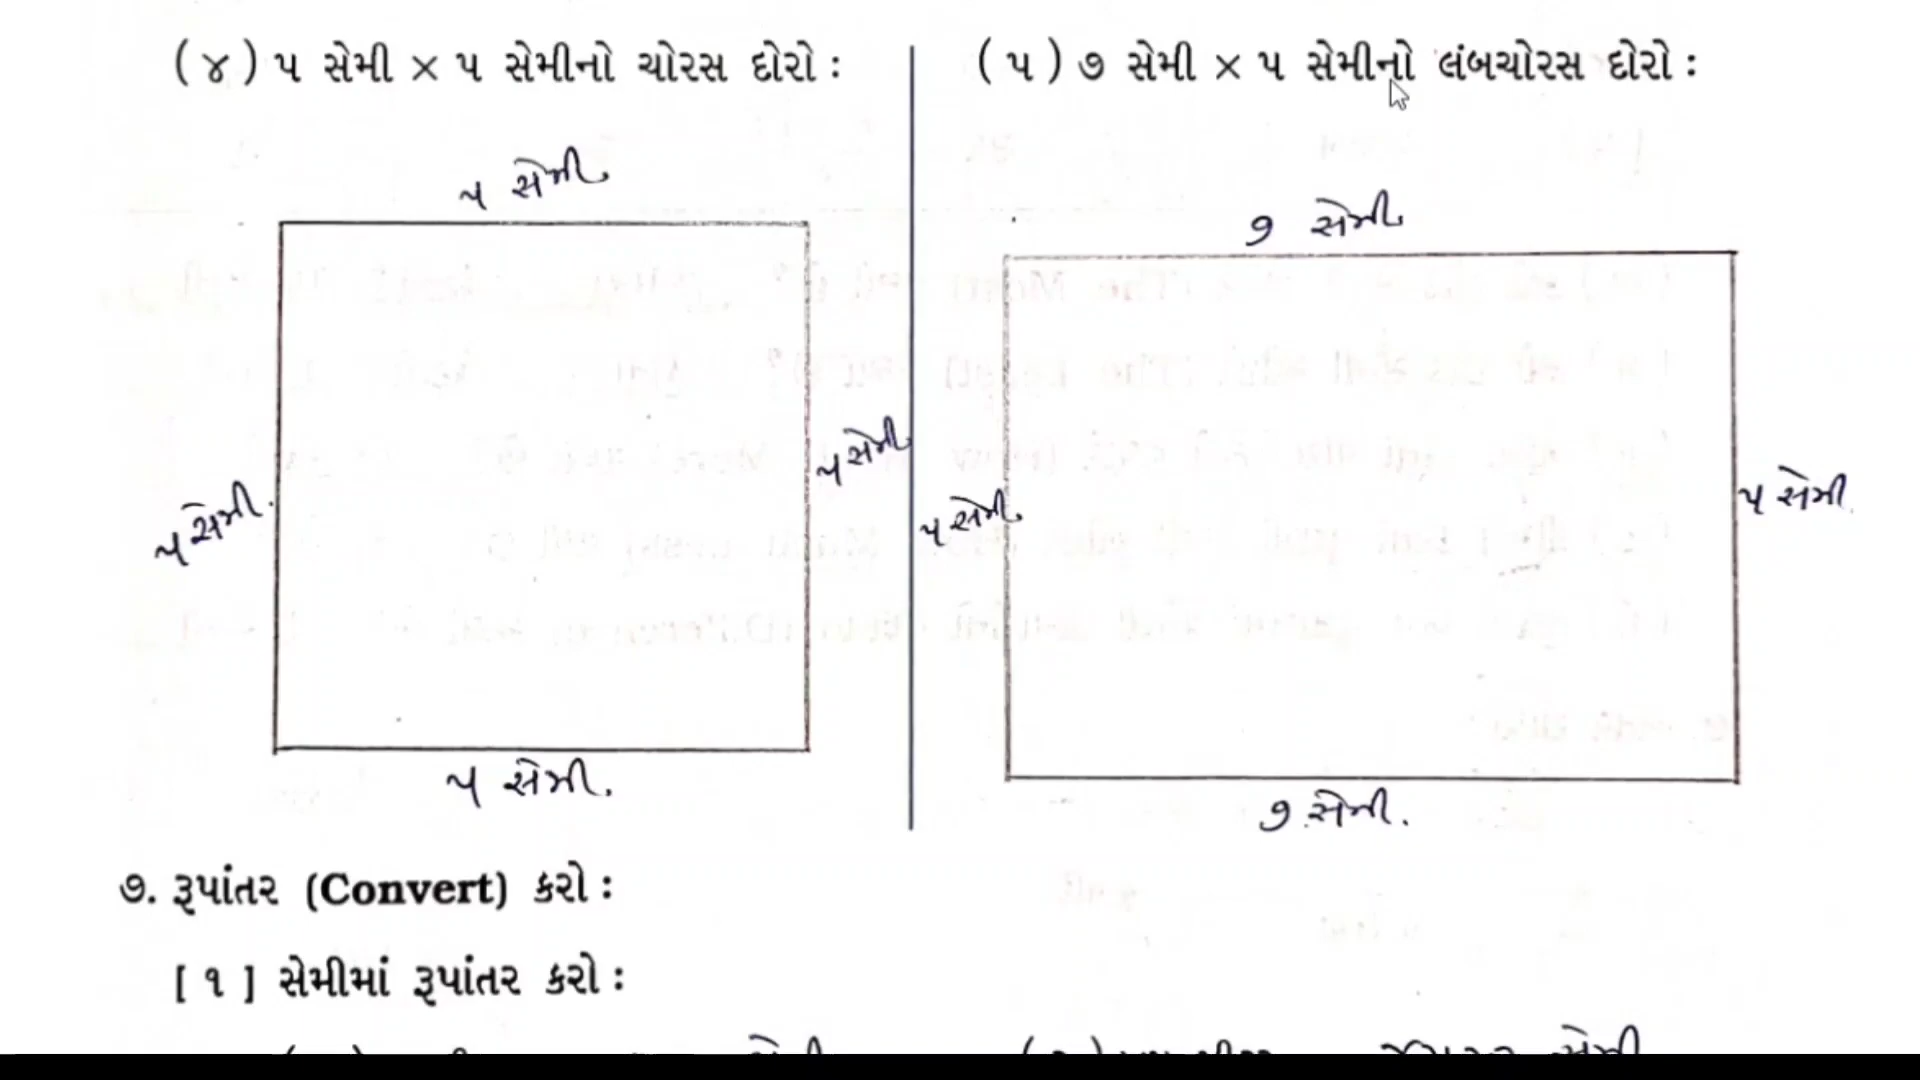 (૪) ૫ સેમી × ૫ સેમીનો ચોરસ દોરો :
૫ સેમી.
૫ સેમી.
૫ સેમી
૫ સેમી.
(૫) ૭ સેમી × ૫ સેમીનો લંબચોરસ દોરો :
૭ સેમી.
૫ સેમી.
૫ સેમી.
૭ સેમી.
૭. રૂપાંતર (Convert) કરો :
[ ૧ ] સેમીમાં રૂપાંતર કરો :